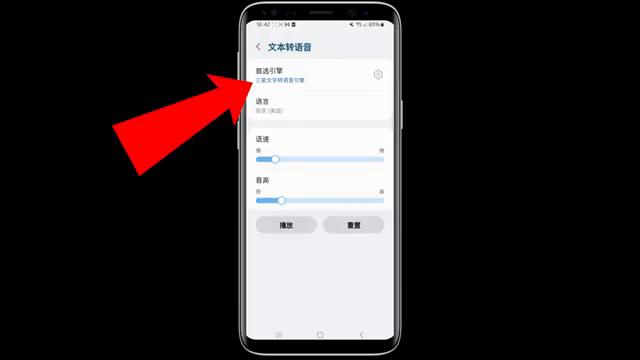 16:42
65%
文本转语音
首选引擎
三星文字转语音引擎
语言
英语 (美国)
语速
慢 快
音高
低 高
播放 重置